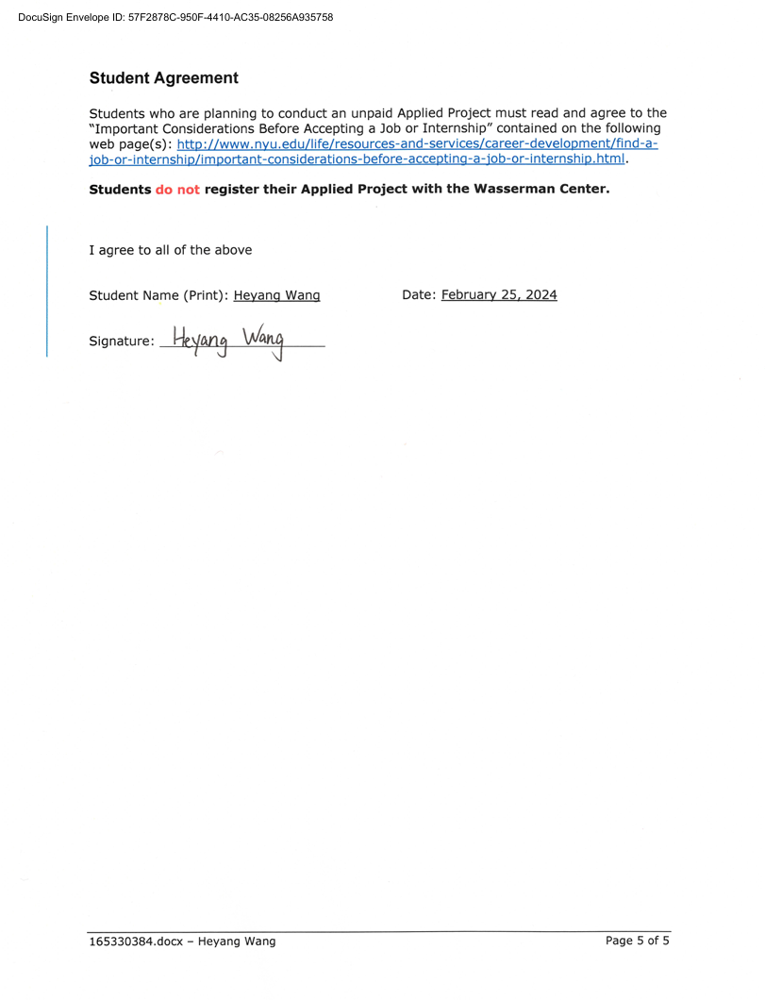 DocuSign Envelope ID: 57F2878C-950F-4410-AC35-08256A935758
Student Agreement
Students who are planning to conduct an unpaid Applied Project must read and agree to the
“Important Considerations Before Accepting a Job or Internship” contained on the following
web page(s): http://www.nyu.edu/life/resources-and-services/career-development/find-a-
job-or-internship/important-considerations-before-accepting-a-job-or-internship.html.
Students do not register their Applied Project with the Wasserman Center.
I agree to all of the above
Student Name (Print): Heyang Wang Date: February 25, 2024
Signature: Heyang Wang
165330384.docx – Heyang Wang Page 5 of 5